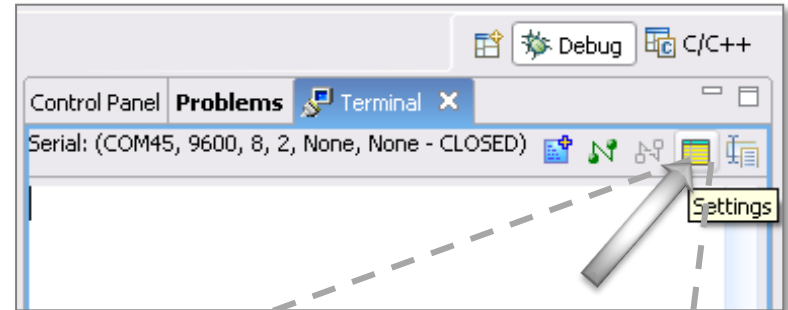 Debug C/C++
Control Panel Problems Terminal
Serial: (COM45, 9600, 8, 2, None, None - CLOSED)
Settings